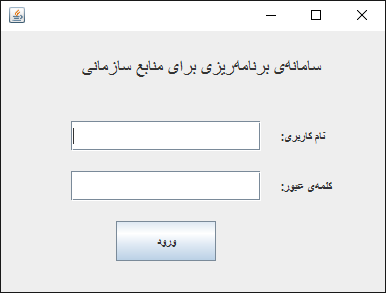 سامانه‌ی برنامه‌ریزی برای منابع سازمانی
نام کاربری:
کلمه‌ی عبور:
ورود